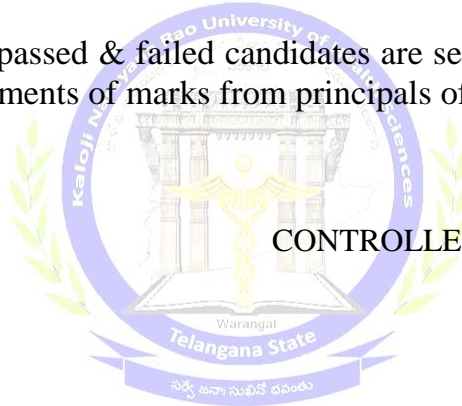 passed & failed candidates are se
ments of marks from principals of
Kaloji Narayana Rao University of Health Sciences
CONTROLLE
Warangal
Telangana State
సర్వే జనాః సుఖినో భవంతు